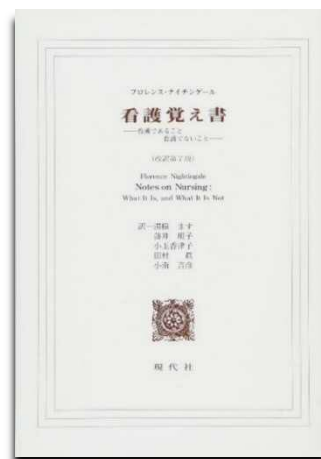 フロレンス・ナイチンゲール
看護覚え書
——看護であること
看護でないこと——
(改訳第7版)
Florence Nightingale
Notes on Nursing:
What It Is, and What It Is Not
訳—湯槇 ます
薄井 坦子
小玉香津子
田村 眞
小南 吉彦
現代社